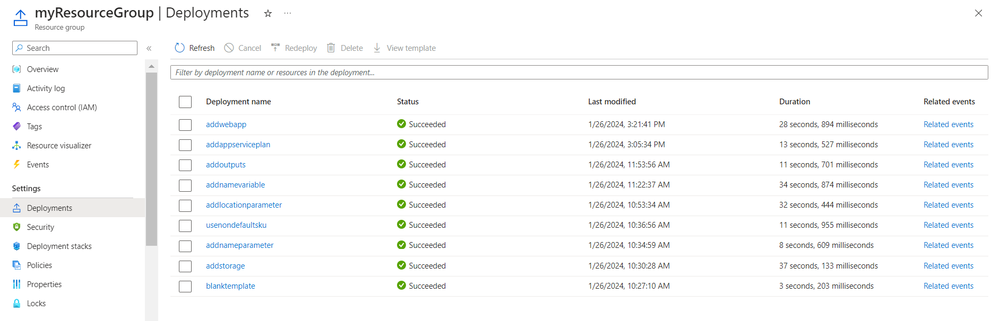 myResourceGroup | Deployments
Resource group
Search
Overview
Activity log
Access control (IAM)
Tags
Resource visualizer
Events
Settings
Deployments
Security
Deployment stacks
Policies
Properties
Locks
Refresh Cancel Redeploy Delete View template
Filter by deployment name or resources in the deployment...
Deployment name Status Last modified Duration Related events
addwebapp Succeeded 1/26/2024, 3:21:41 PM 28 seconds, 894 milliseconds Related events
addappserviceplan Succeeded 1/26/2024, 3:05:34 PM 13 seconds, 527 milliseconds Related events
addoutputs Succeeded 1/26/2024, 11:53:56 AM 11 seconds, 701 milliseconds Related events
addnamevariable Succeeded 1/26/2024, 11:22:37 AM 34 seconds, 874 milliseconds Related events
addlocationparameter Succeeded 1/26/2024, 10:53:34 AM 32 seconds, 444 milliseconds Related events
usenondefaultsku Succeeded 1/26/2024, 10:36:56 AM 11 seconds, 955 milliseconds Related events
addnameparameter Succeeded 1/26/2024, 10:34:59 AM 8 seconds, 609 milliseconds Related events
addstorage Succeeded 1/26/2024, 10:30:28 AM 37 seconds, 133 milliseconds Related events
blanktemplate Succeeded 1/26/2024, 10:27:10 AM 3 seconds, 203 milliseconds Related events